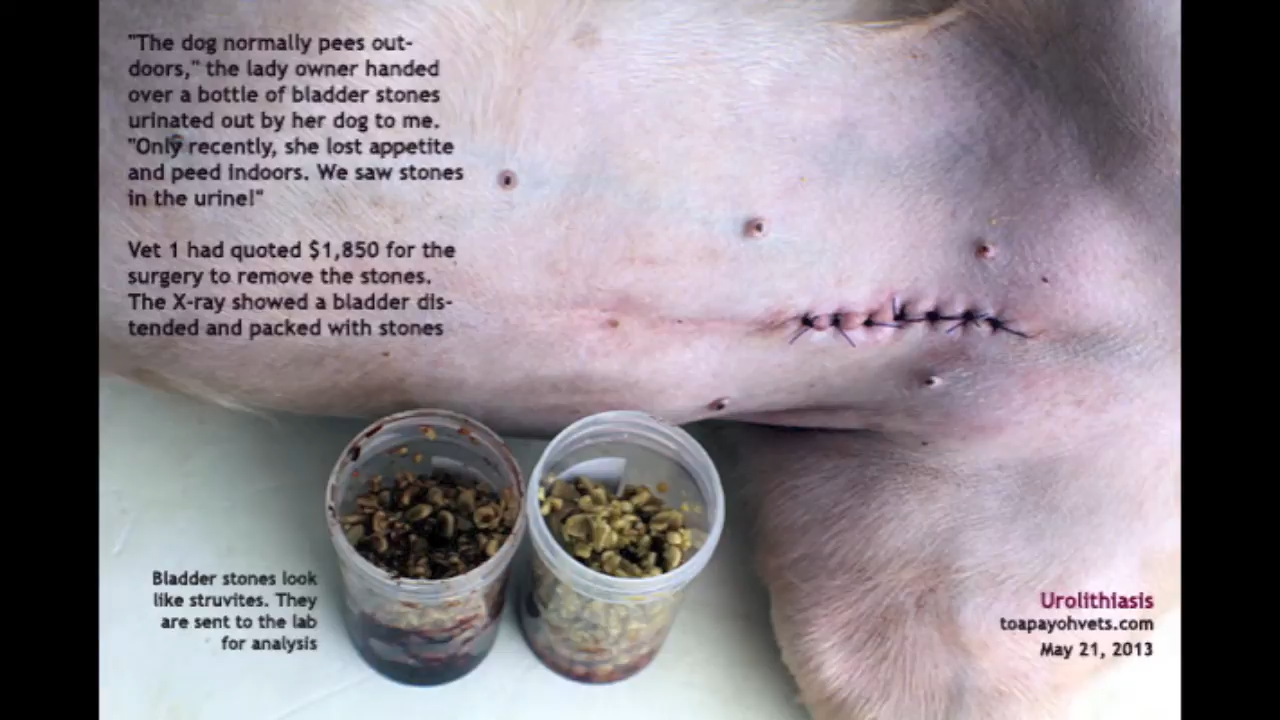 "The dog normally pees out-
doors," the lady owner handed
over a bottle of bladder stones
urinated out by her dog to me.
"Only recently, she lost appetite
and peed indoors. We saw stones
in the urine!"
Vet 1 had quoted $1,850 for the
surgery to remove the stones.
The X-ray showed a bladder dis-
tended and packed with stones
Bladder stones look
like struvites. They
are sent to the lab
for analysis
Urolithiasis
toapayohvets.com
May 21, 2013